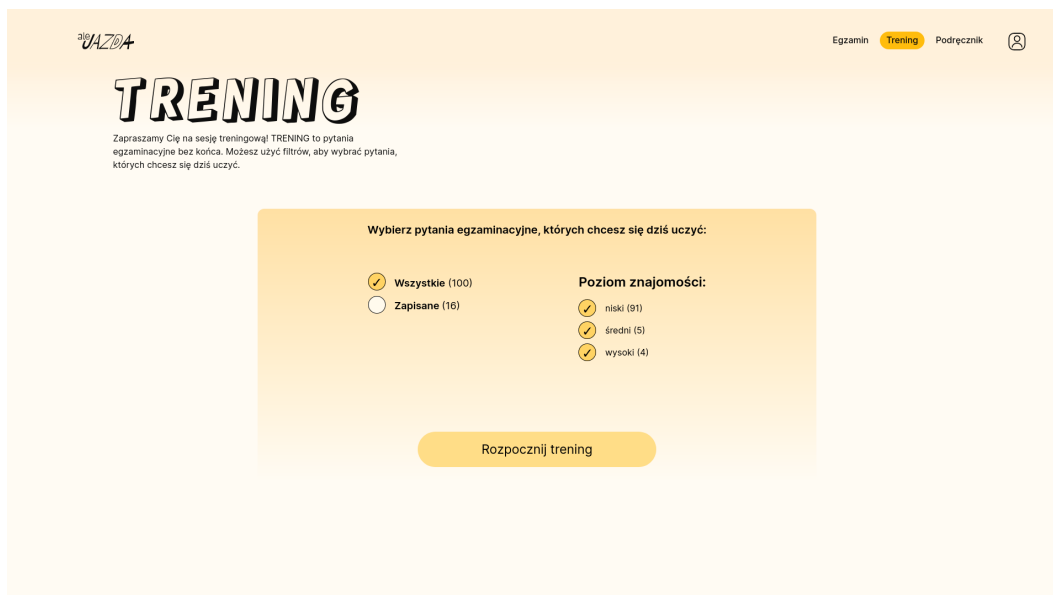 ale JAZDA
Egzamin
Trening
Podręcznik
TRENING
Zapraszamy Cię na sesję treningową! TRENING to pytania
egzaminacyjne bez końca. Możesz użyć filtrów, aby wybrać pytania,
których chcesz się dziś uczyć.
Wybierz pytania egzaminacyjne, których chcesz się dziś uczyć:
Wszystkie (100)
Zapisane (16)
Poziom znajomości:
niski (91)
średni (5)
wysoki (4)
Rozpocznij trening